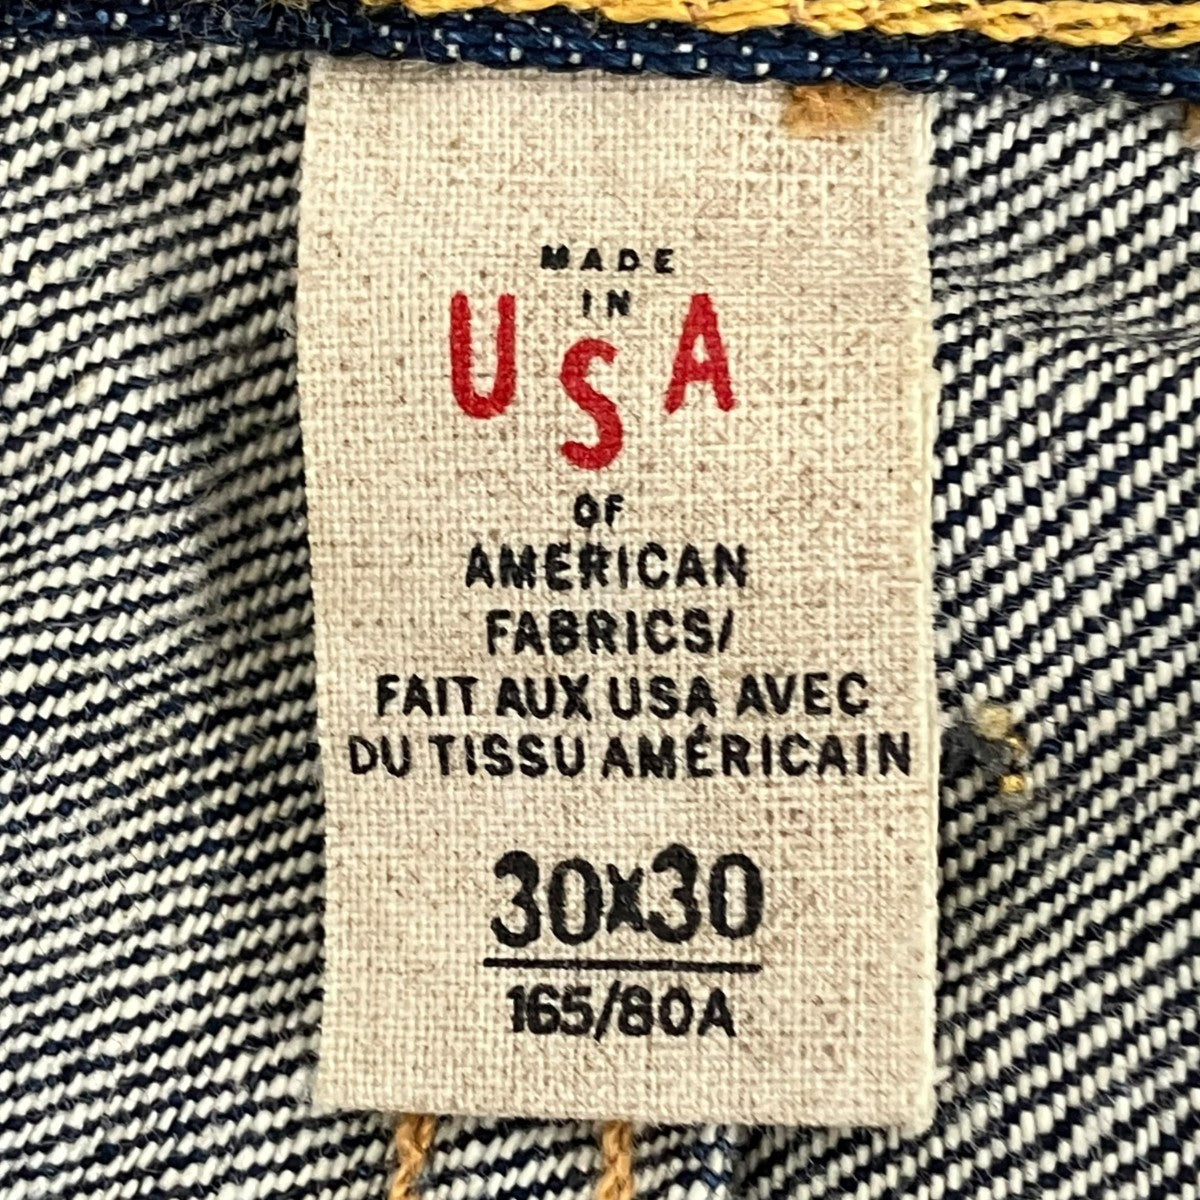 MADE
IN
USA
OF
AMERICAN
FABRICS/
FAIT AUX USA AVEC
DU TISSU AMÉRICAIN
30X30
165/80A